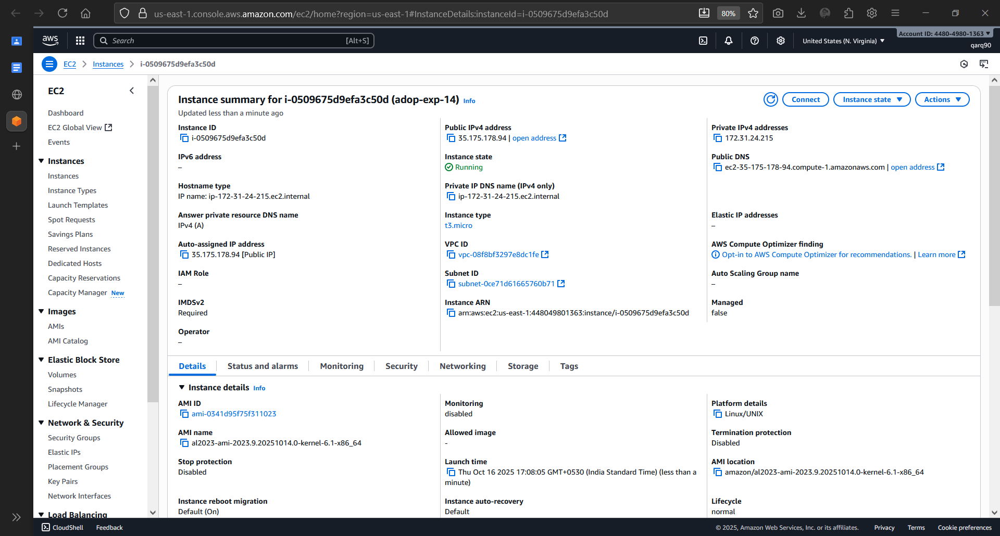 us-east-1.console.aws.amazon.com/ec2/home?region=us-east-1#InstanceDetails:instanceId=i-0509675d9efa3c50d
80%
aws
Search
[Alt+S]
United States (N. Virginia)
Account ID: 4480-4980-1363
qarq90
EC2
Instances
i-0509675d9efa3c50d
EC2
Dashboard
EC2 Global View
Events
Instances
Instances
Instance Types
Launch Templates
Spot Requests
Savings Plans
Reserved Instances
Dedicated Hosts
Capacity Reservations
Capacity Manager New
Images
AMIs
AMI Catalog
Elastic Block Store
Volumes
Snapshots
Lifecycle Manager
Network & Security
Security Groups
Elastic IPs
Placement Groups
Key Pairs
Network Interfaces
Load Balancing
Instance summary for i-0509675d9efa3c50d (adop-exp-14) Info
Updated less than a minute ago
Connect
Instance state
Actions
Instance ID
i-0509675d9efa3c50d
Public IPv4 address
35.175.178.94 | open address
Private IPv4 addresses
172.31.24.215
IPv6 address
–
Instance state
Running
Public DNS
ec2-35-175-178-94.compute-1.amazonaws.com | open address
Hostname type
IP name: ip-172-31-24-215.ec2.internal
Private IP DNS name (IPv4 only)
ip-172-31-24-215.ec2.internal
Answer private resource DNS name
IPv4 (A)
Instance type
t3.micro
Elastic IP addresses
–
Auto-assigned IP address
35.175.178.94 [Public IP]
VPC ID
vpc-08f8bf3297e8dc1fe
AWS Compute Optimizer finding
Opt-in to AWS Compute Optimizer for recommendations. | Learn more
IAM Role
–
Subnet ID
subnet-0ce71d61665760b71
Auto Scaling Group name
–
IMDSv2
Required
Instance ARN
arn:aws:ec2:us-east-1:448049801363:instance/i-0509675d9efa3c50d
Managed
false
Operator
–
Details
Status and alarms
Monitoring
Security
Networking
Storage
Tags
Instance details Info
AMI ID
ami-0341d95f75f311023
Monitoring
disabled
Platform details
Linux/UNIX
AMI name
al2023-ami-2023.9.20251014.0-kernel-6.1-x86_64
Allowed image
-
Termination protection
Disabled
Stop protection
Disabled
Launch time
Thu Oct 16 2025 17:08:05 GMT+0530 (India Standard Time) (less than a
minute)
AMI location
amazon/al2023-ami-2023.9.20251014.0-kernel-6.1-x86_64
Instance reboot migration
Default (On)
Instance auto-recovery
Default
Lifecycle
normal
CloudShell
Feedback
© 2025, Amazon Web Services, Inc. or its affiliates.
Privacy
Terms
Cookie preferences